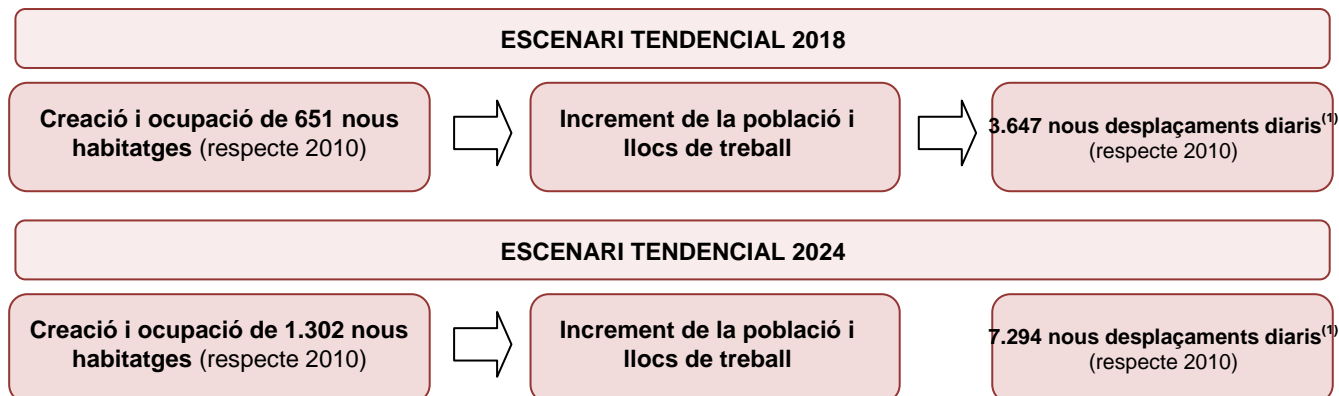 ESCENARI TENDENCIAL 2018
Creació i ocupació de 651 nous
habitatges (respecte 2010)
Increment de la població i
llocs de treball
3.647 nous desplaçaments diaris(1)
(respecte 2010)
ESCENARI TENDENCIAL 2024
Creació i ocupació de 1.302 nous
habitatges (respecte 2010)
Increment de la població i
llocs de treball
7.294 nous desplaçaments diaris(1)
(respecte 2010)